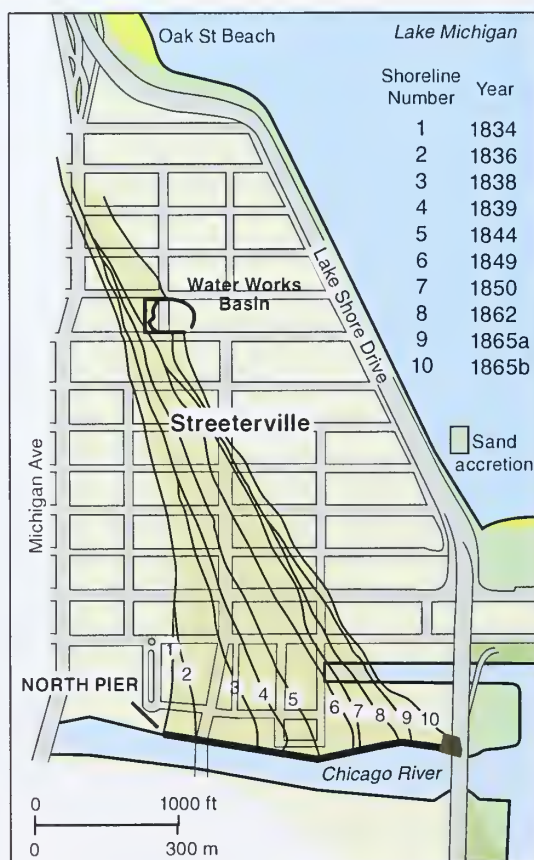 Oak St Beach
Lake Michigan
Shoreline Number Year
1 1834
2 1836
3 1838
4 1839
5 1844
6 1849
7 1850
8 1862
9 1865a
10 1865b
Lake Shore Drive
Water Works
Basin
Streeterville
Sand
accretion
Michigan Ave
NORTH PIER
1
2
3
4
5
6
7
8
9
10
Chicago River
0 1000 ft
0 300 m